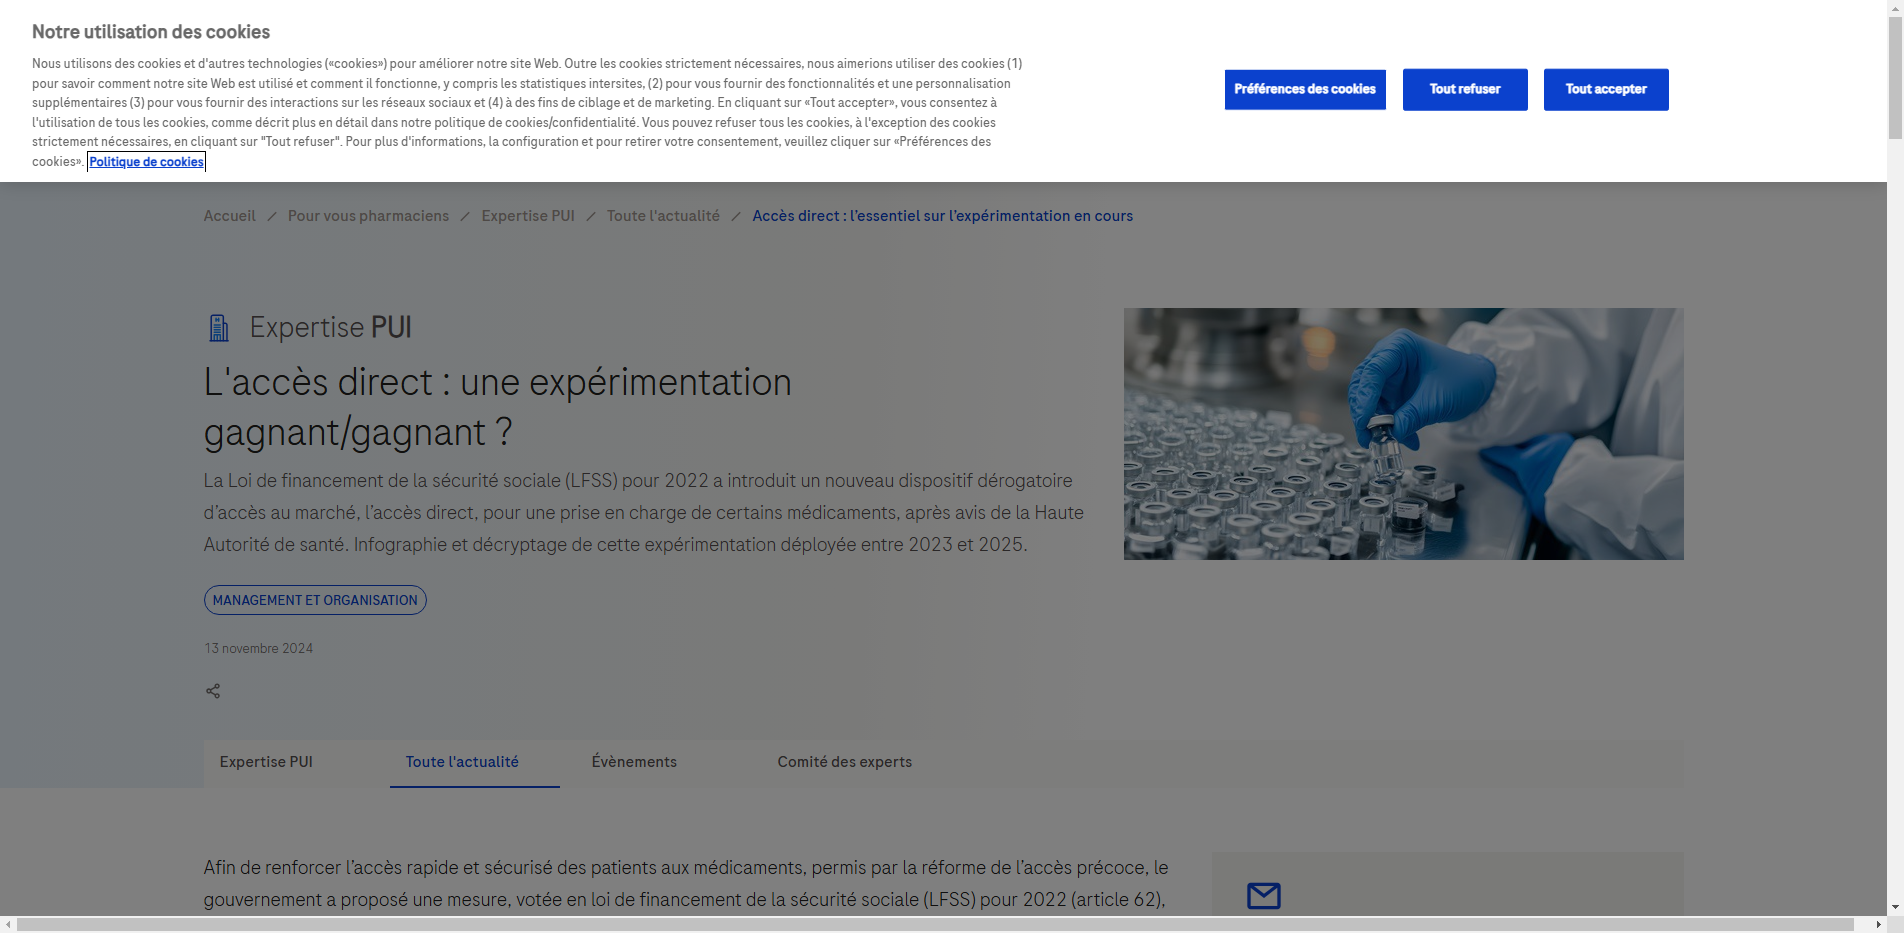 Notre utilisation des cookies
Nous utilisons des cookies et d'autres technologies («cookies») pour améliorer notre site Web. Outre les cookies strictement nécessaires, nous aimerions utiliser des cookies (1)
pour savoir comment notre site Web est utilisé et comment il fonctionne, y compris les statistiques intersites, (2) pour vous fournir des fonctionnalités et une personnalisation
supplémentaires (3) pour vous fournir des interactions sur les réseaux sociaux et (4) à des fins de ciblage et de marketing. En cliquant sur «Tout accepter», vous consentez à
l'utilisation de tous les cookies, comme décrit plus en détail dans notre politique de cookies/confidentialité. Vous pouvez refuser tous les cookies, à l'exception des cookies
strictement nécessaires, en cliquant sur "Tout refuser". Pour plus d'informations, la configuration et pour retirer votre consentement, veuillez cliquer sur «Préférences des
cookies». Politique de cookies
Préférences des cookies
Tout refuser
Tout accepter
Accueil / Pour vous pharmaciens / Expertise PUI / Toute l'actualité / Accès direct : l’essentiel sur l’expérimentation en cours
Expertise PUI
L'accès direct : une expérimentation
gagnant/gagnant ?
La Loi de financement de la sécurité sociale (LFSS) pour 2022 a introduit un nouveau dispositif dérogatoire
d’accès au marché, l’accès direct, pour une prise en charge de certains médicaments, après avis de la Haute
Autorité de santé. Infographie et décryptage de cette expérimentation déployée entre 2023 et 2025.
MANAGEMENT ET ORGANISATION
13 novembre 2024
Expertise PUI
Toute l'actualité
Évènements
Comité des experts
Afin de renforcer l’accès rapide et sécurisé des patients aux médicaments, permis par la réforme de l’accès précoce, le
gouvernement a proposé une mesure, votée en loi de financement de la sécurité sociale (LFSS) pour 2022 (article 62),